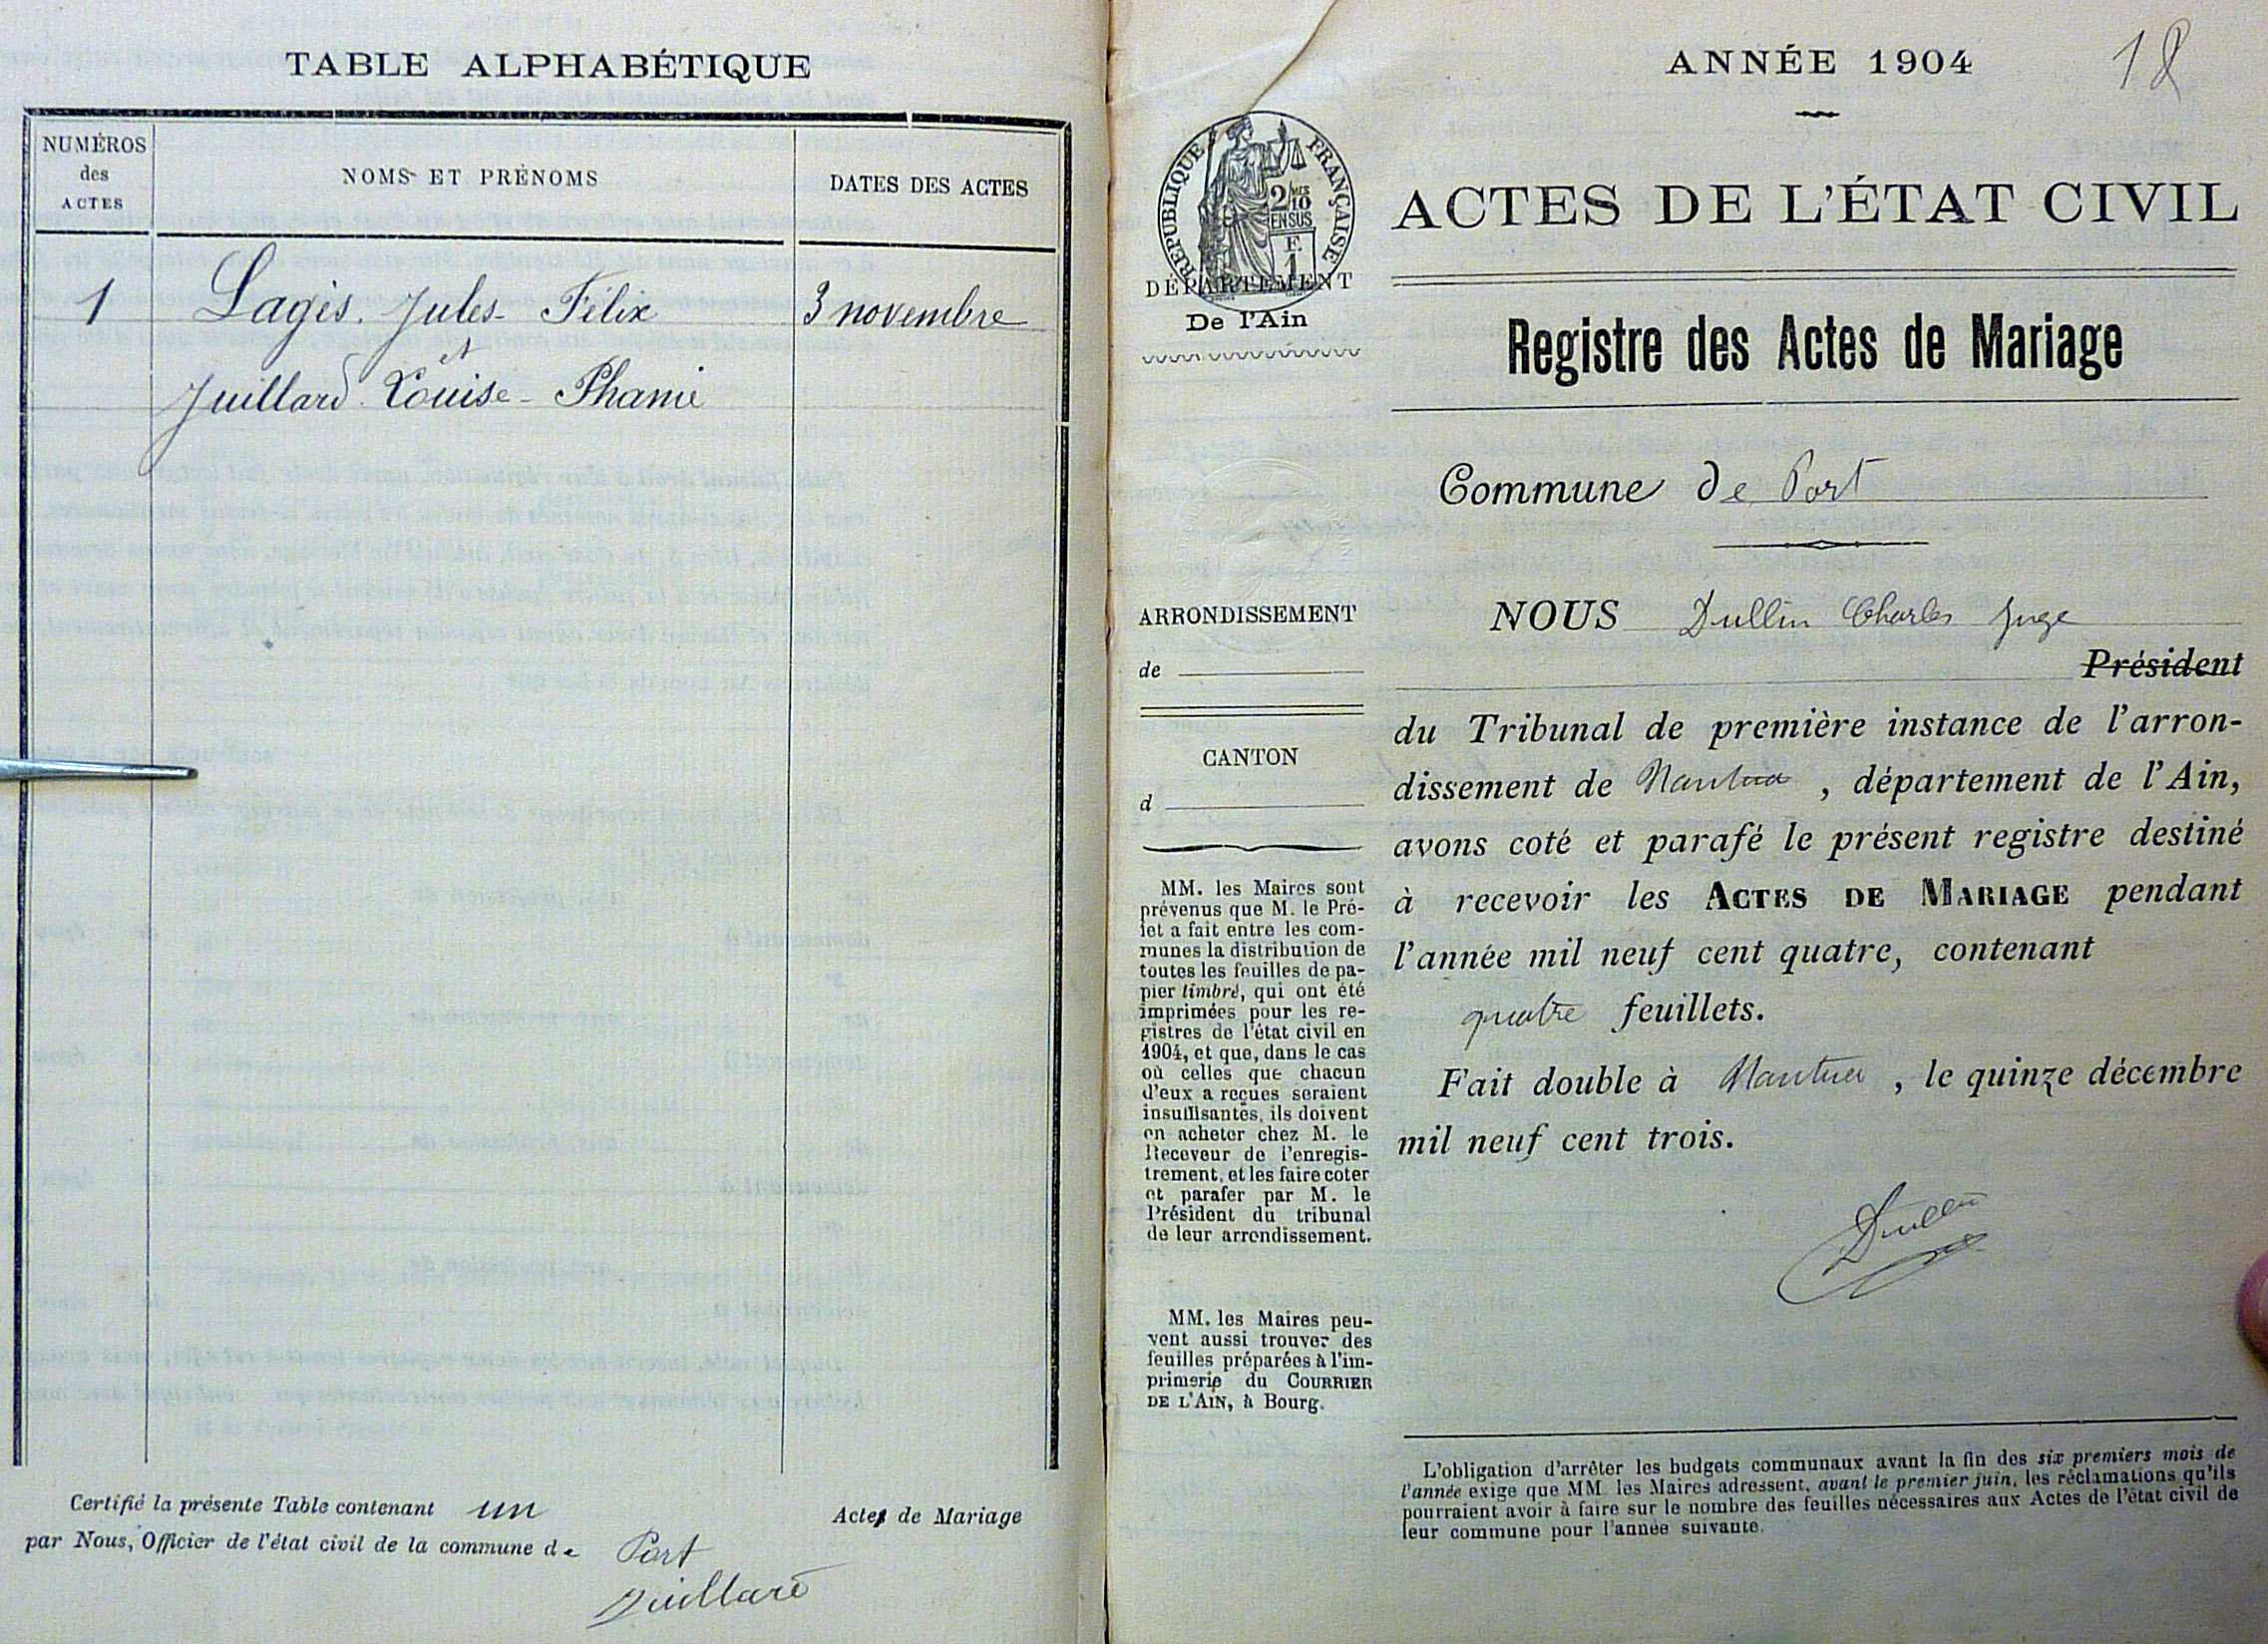 TABLE ALPHABÉTIQUE
NUMÉROS
des
ACTES
NOMS ET PRÉNOMS
DATES DES ACTES
1
Lagis. Jules - Félix
3 novembre
et
Juillard Louise - Phanie
Certifié la présente Table contenant un
Acte de Mariage
par Nous, Officier de l'état civil de la commune de Port
Juillard
ANNÉE 1904
18
RÉPUBLIQUE FRANÇAISE
2/10
EN SUS
F.
1
DÉPARTEMENT
De l'Ain
ARRONDISSEMENT
de
CANTON
d
MM. les Maires sont
prévenus que M. le Pré-
fet a fait entre les com-
munes la distribution de
toutes les feuilles de pa-
pier timbré, qui ont été
imprimées pour les re-
gistres de l'état civil en
1904, et que, dans le cas
où celles que chacun
d'eux a reçues seraient
insuffisantes, ils doivent
en acheter chez M. le
Receveur de l'enregis-
trement, et les faire coter
et parafer par M. le
Président du tribunal
de leur arrondissement.
MM. les Maires peu-
vent aussi trouver des
feuilles préparées à l'im-
primerie du COURRIER
DE L'AIN, à Bourg.
ACTES DE L'ÉTAT CIVIL
Registre des Actes de Mariage
Commune de Port
NOUS Dullin Charles Juge
Président
du Tribunal de première instance de l'arron-
dissement de Nantua , département de l'Ain,
avons coté et parafé le présent registre destiné
à recevoir les ACTES DE MARIAGE pendant
l'année mil neuf cent quatre, contenant
quatre feuillets.
Fait double à Nantua , le quinze décembre
mil neuf cent trois.
Dullin
L'obligation d'arrêter les budgets communaux avant la fin des six premiers mois de
l'année exige que MM. les Maires adressent, avant le premier juin, les réclamations qu'ils
pourraient avoir à faire sur le nombre des feuilles nécessaires aux Actes de l'état civil de
leur commune pour l'année suivante.